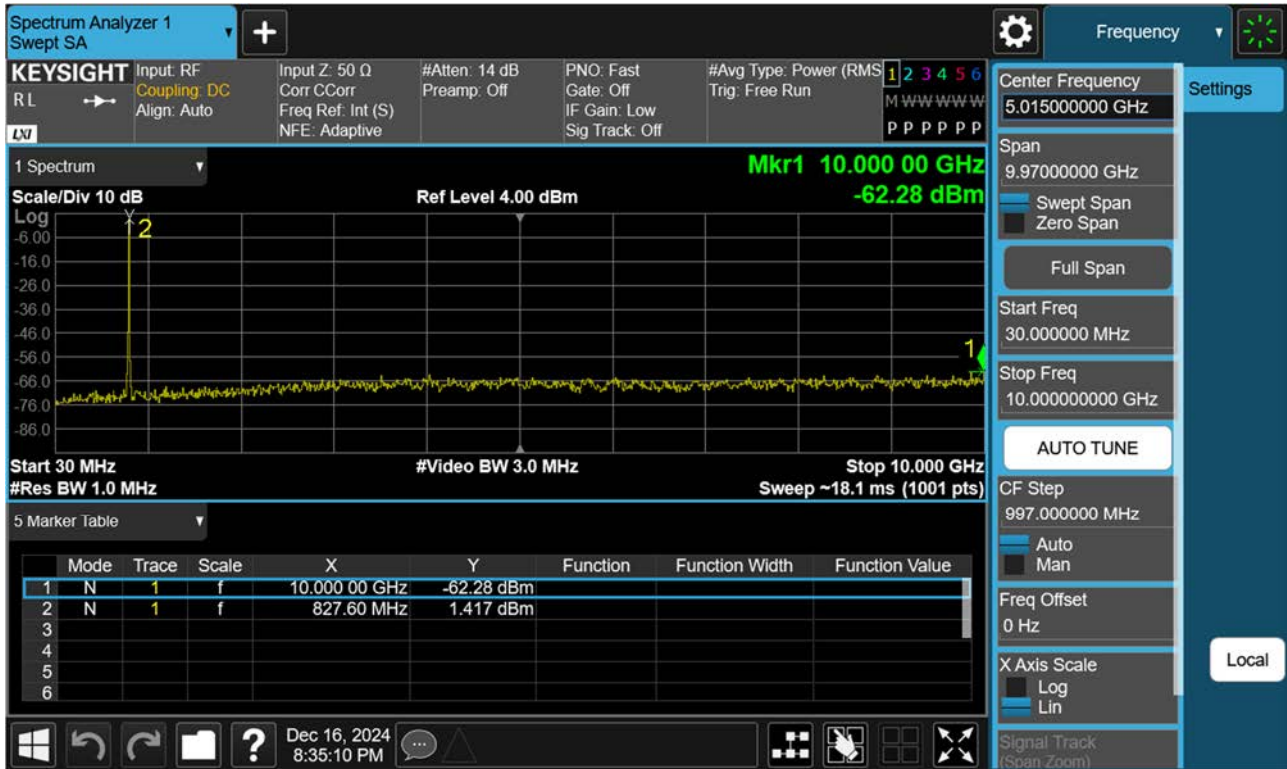 Spectrum Analyzer 1
Swept SA
Frequency
KEYSIGHT
R L
LXI
Input: RF
Coupling: DC
Align: Auto
Input Z: 50 Ω
Corr CCorr
Freq Ref: Int (S)
NFE: Adaptive
#Atten: 14 dB
Preamp: Off
PNO: Fast
Gate: Off
IF Gain: Low
Sig Track: Off
#Avg Type: Power (RMS
Trig: Free Run
1 2 3 4 5 6
M W W W W W
P P P P P P
1 Spectrum
Mkr1 10.000 00 GHz
Scale/Div 10 dB
Ref Level 4.00 dBm
-62.28 dBm
Log
2
-6.00
-16.0
-26.0
-36.0
-46.0
-56.0
1
-66.0
-76.0
-86.0
Start 30 MHz
#Video BW 3.0 MHz
Stop 10.000 GHz
#Res BW 1.0 MHz
Sweep ~18.1 ms (1001 pts)
5 Marker Table
Mode Trace Scale X Y Function Function Width Function Value
1 N 1 f 10.000 00 GHz -62.28 dBm
2 N 1 f 827.60 MHz 1.417 dBm
3
4
5
6
?
Dec 16, 2024
8:35:10 PM
Center Frequency
5.015000000 GHz
Settings
Span
9.97000000 GHz
Swept Span
Zero Span
Full Span
Start Freq
30.000000 MHz
Stop Freq
10.000000000 GHz
AUTO TUNE
CF Step
997.000000 MHz
Auto
Man
Freq Offset
0 Hz
X Axis Scale
Log
Lin
Local
Signal Track
(Span Zoom)